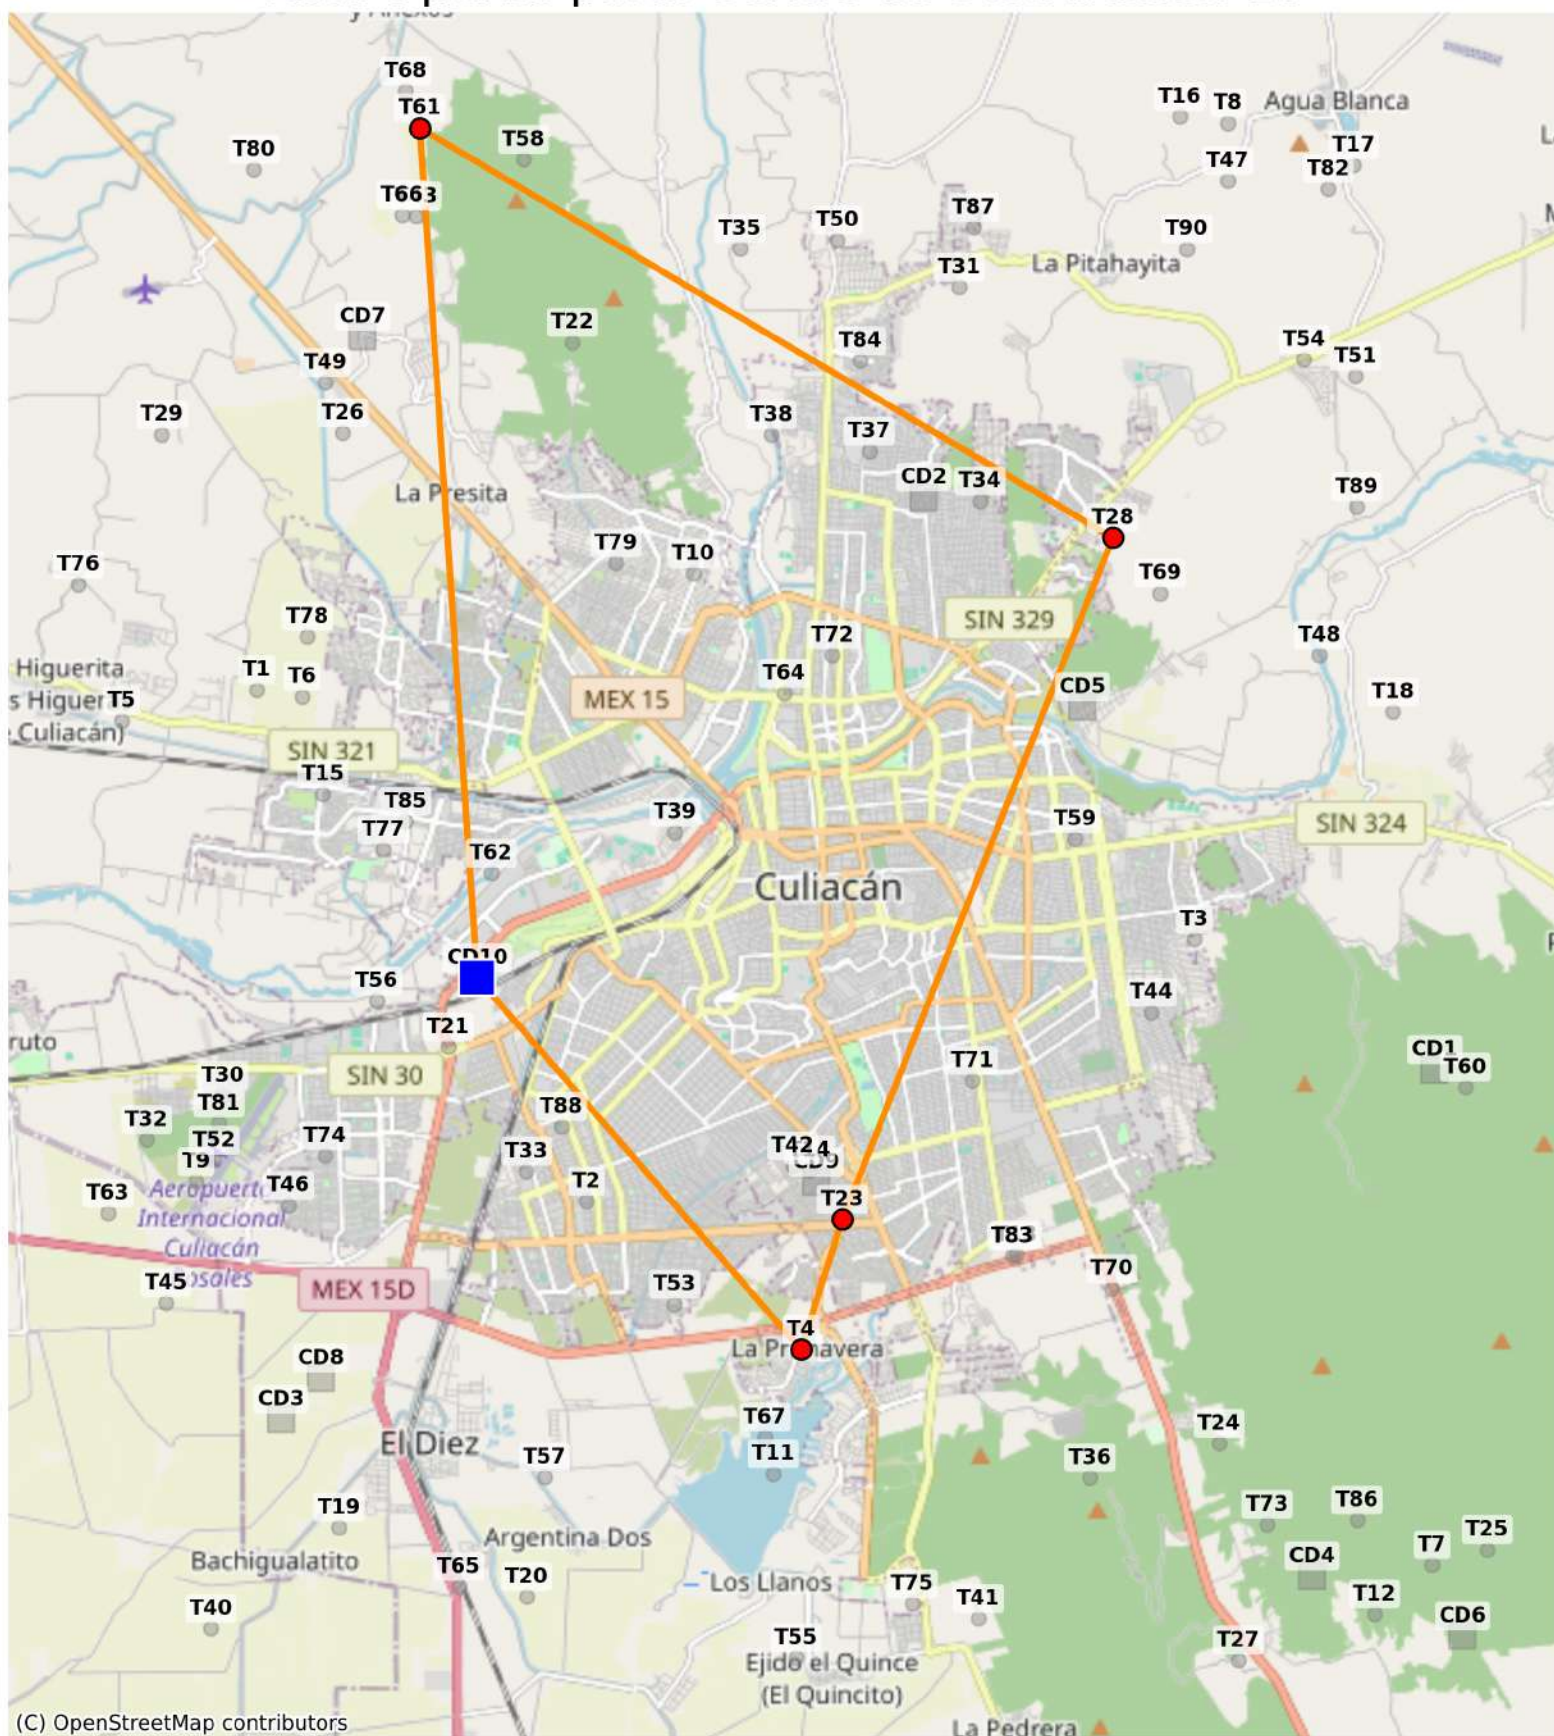 y Anexos
T68
T61
T16
T8
Agua Blanca
T58
T80
T17
T47
T82
T66
T87
T50
T35
T90
T31
La Pitahayita
CD7
T22
T84
T54
T49
T51
T29
T26
T38
T37
CD2
T34
La Presita
T89
T28
T79
T10
T76
T69
T78
SIN 329
T72
T48
Higuerita
T1
T6
T64
CD5
T18
MEX 15
T5
Culiacán)
SIN 321
T15
T85
T39
T59
T77
SIN 324
T62
Culiacán
T3
CD10
T56
T44
T21
ruto
CD1
T71
T60
T30
SIN 30
T81
T88
T32
T52
T74
T42
T33
T9
CD9
T2
T46
T63
Aeropuerto
T23
Internacional
Culiacán
T83
T70
T45
MEX 15D
T53
T4
La Primavera
CD8
CD3
T67
T24
El Diez
T11
T57
T36
T19
T73
T86
T25
Argentina Dos
T7
Bachigualatito
T65
CD4
T20
Los Llanos
T75
T41
T12
T40
CD6
T55
T27
Ejido el Quince
(El Quincito)
(C) OpenStreetMap contributors
La Pedrera